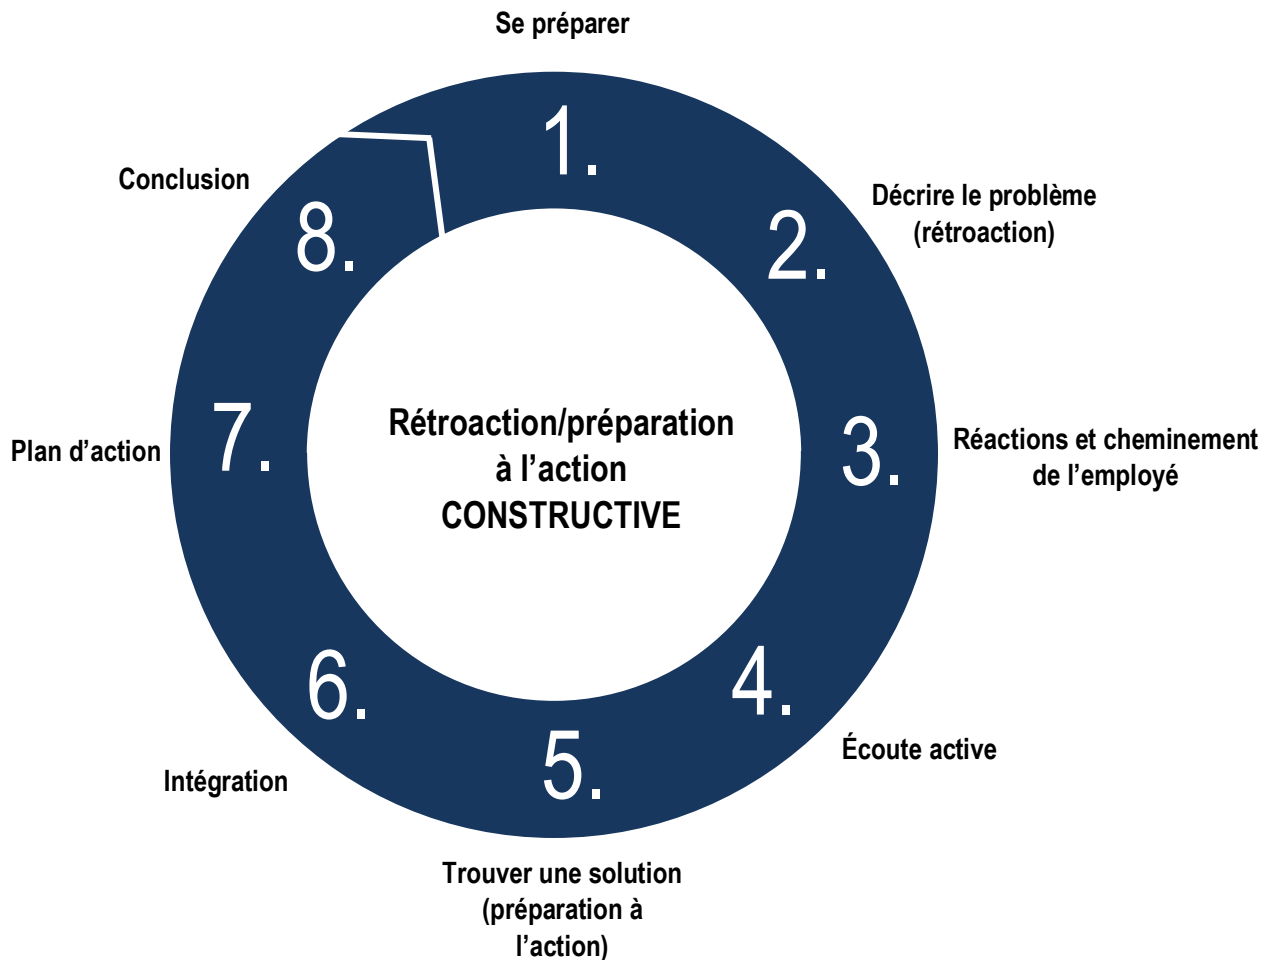 Se préparer
1.
Décrire le problème
(rétroaction)
2.
Réactions et cheminement
de l’employé
3.
Écoute active
4.
Trouver une solution
(préparation à
l’action)
5.
Intégration
6.
Plan d’action
7.
Conclusion
8.
Rétroaction/préparation
à l’action
CONSTRUCTIVE